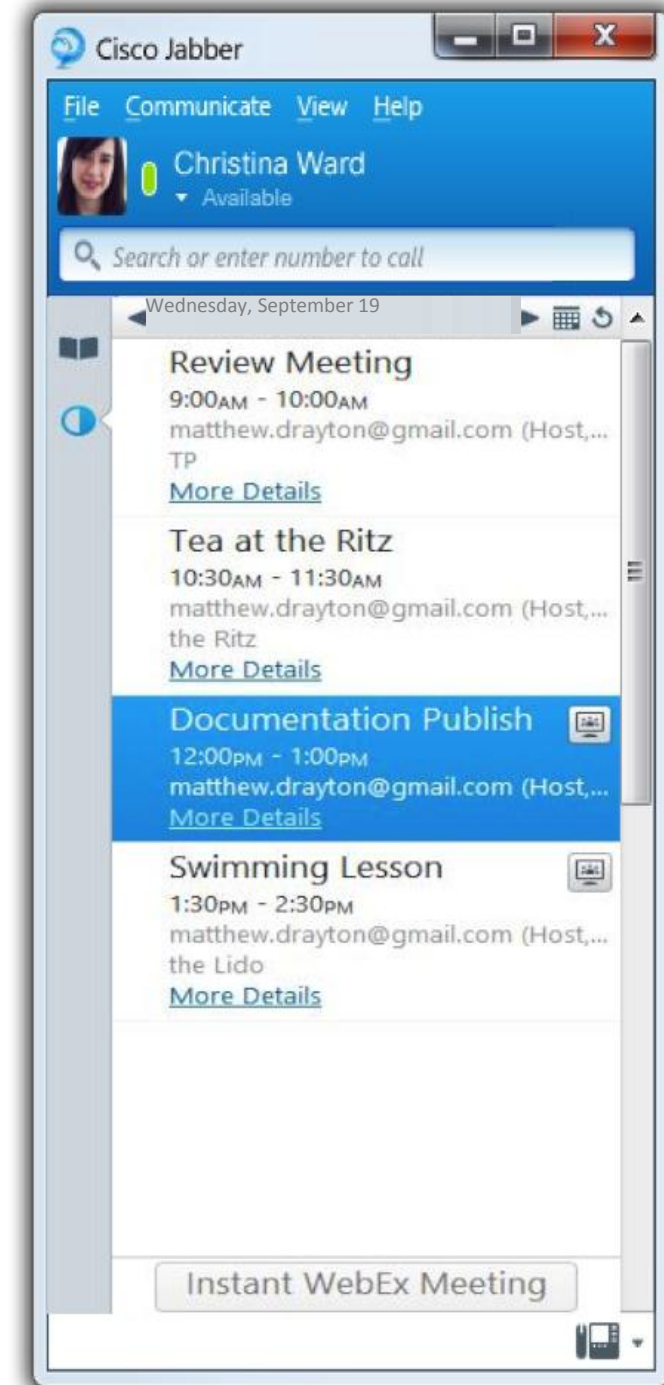 Cisco Jabber
File Communicate View Help
Christina Ward
Available
Search or enter number to call
Wednesday, September 19
Review Meeting
9:00AM - 10:00AM
matthew.drayton@gmail.com (Host,...
TP
More Details
Tea at the Ritz
10:30AM - 11:30AM
matthew.drayton@gmail.com (Host,...
the Ritz
More Details
Documentation Publish
12:00PM - 1:00PM
matthew.drayton@gmail.com (Host,...
More Details
Swimming Lesson
1:30PM - 2:30PM
matthew.drayton@gmail.com (Host,...
the Lido
More Details
Instant WebEx Meeting